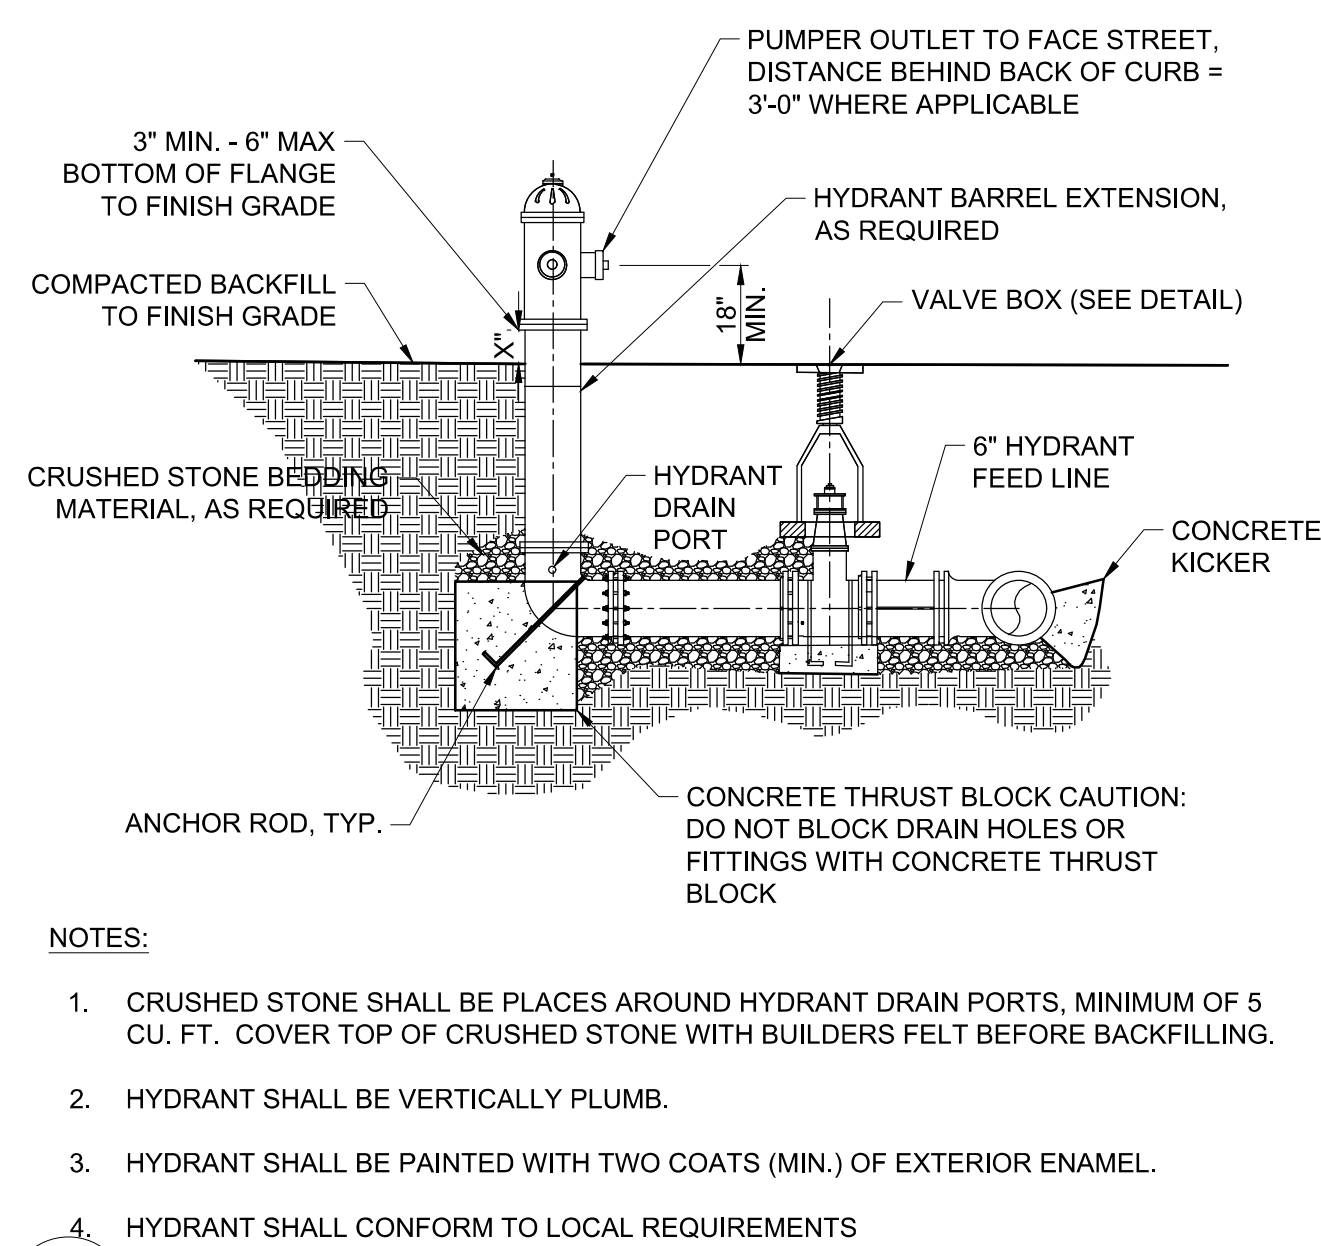 PUMPER OUTLET TO FACE STREET,
DISTANCE BEHIND BACK OF CURB =
3'-0" WHERE APPLICABLE
3" MIN. - 6" MAX
BOTTOM OF FLANGE
TO FINISH GRADE
HYDRANT BARREL EXTENSION,
AS REQUIRED
COMPACTED BACKFILL
TO FINISH GRADE
X"
18"
MIN.
VALVE BOX (SEE DETAIL)
CRUSHED STONE BEDDING
MATERIAL, AS REQUIRED
HYDRANT
DRAIN
PORT
6" HYDRANT
FEED LINE
CONCRETE
KICKER
ANCHOR ROD, TYP.
CONCRETE THRUST BLOCK CAUTION:
DO NOT BLOCK DRAIN HOLES OR
FITTINGS WITH CONCRETE THRUST
BLOCK
NOTES:
1. CRUSHED STONE SHALL BE PLACES AROUND HYDRANT DRAIN PORTS, MINIMUM OF 5
CU. FT. COVER TOP OF CRUSHED STONE WITH BUILDERS FELT BEFORE BACKFILLING.
2. HYDRANT SHALL BE VERTICALLY PLUMB.
3. HYDRANT SHALL BE PAINTED WITH TWO COATS (MIN.) OF EXTERIOR ENAMEL.
4. HYDRANT SHALL CONFORM TO LOCAL REQUIREMENTS